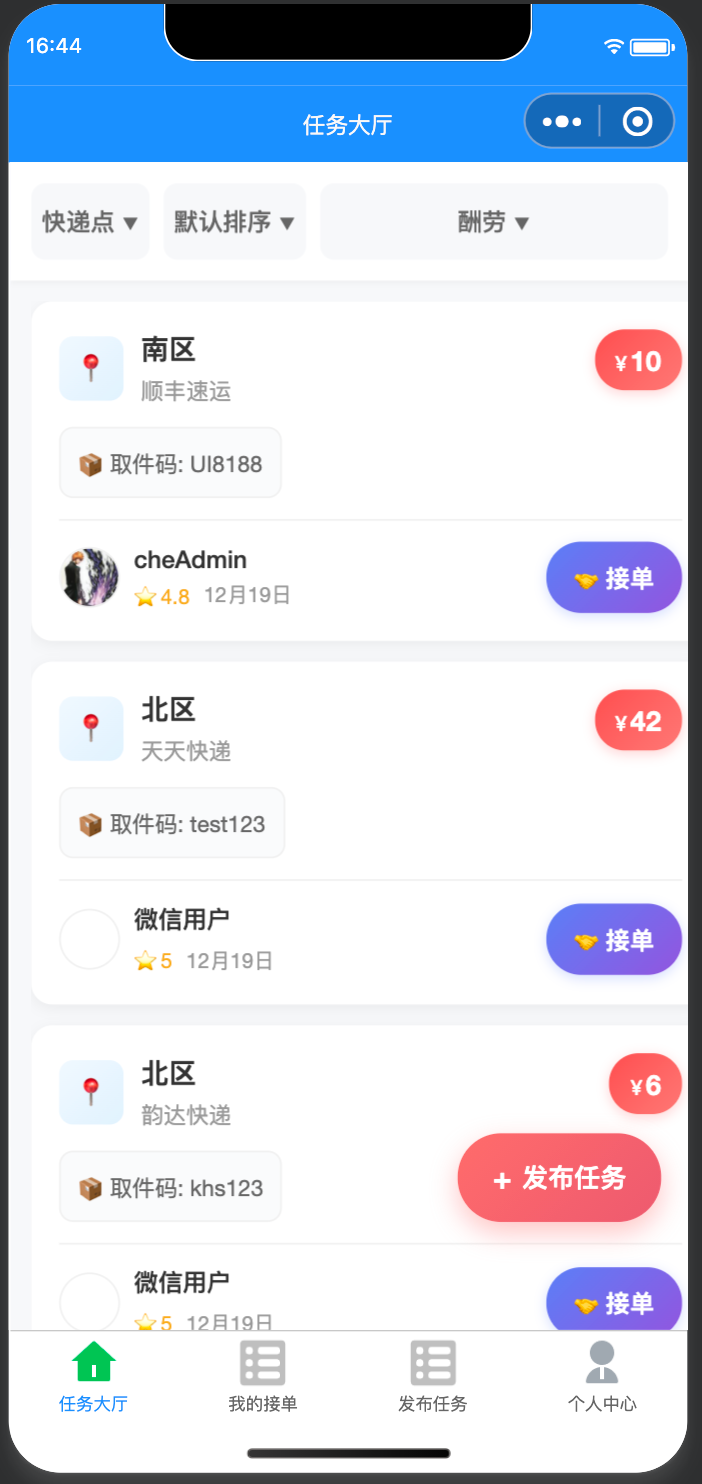 16:44
任务大厅
快递点 ▼ 默认排序 ▼ 酬劳 ▼
南区 ¥10
顺丰速运
取件码: UI8188
cheAdmin
4.8 12月19日 接单
北区 ¥42
天天快递
取件码: test123
微信用户
5 12月19日 接单
北区 ¥6
韵达快递
+ 发布任务
取件码: khs123
微信用户
5 12月19日 接单
任务大厅 我的接单 发布任务 个人中心